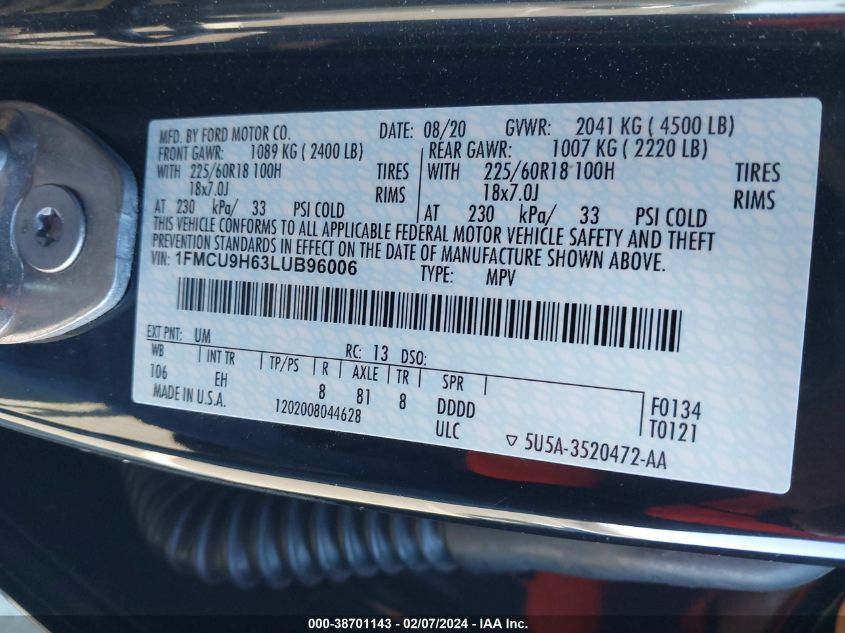 MFD. BY FORD MOTOR CO. DATE: 08/20 GVWR: 2041 KG ( 4500 LB)
FRONT GAWR: 1089 KG ( 2400 LB) REAR GAWR: 1007 KG ( 2220 LB)
WITH 225/60R18 100H TIRES WITH 225/60R18 100H TIRES
18x7.0J RIMS 18x7.0J RIMS
AT 230 kPa/ 33 PSI COLD AT 230 kPa/ 33 PSI COLD
THIS VEHICLE CONFORMS TO ALL APPLICABLE FEDERAL MOTOR VEHICLE SAFETY AND THEFT
PREVENTION STANDARDS IN EFFECT ON THE DATE OF MANUFACTURE SHOWN ABOVE.
VIN: 1FMCU9H63LUB96006 TYPE: MPV
EXT PNT: UM RC: 13 DSO:
WB INT TR TP/PS R AXLE TR SPR
106 EH 8 81 8 DDDD F0134
MADE IN U.S.A. 1202008044628 ULC T0121
5U5A-3520472-AA
000-38701143 - 02/07/2024 - IAA Inc.